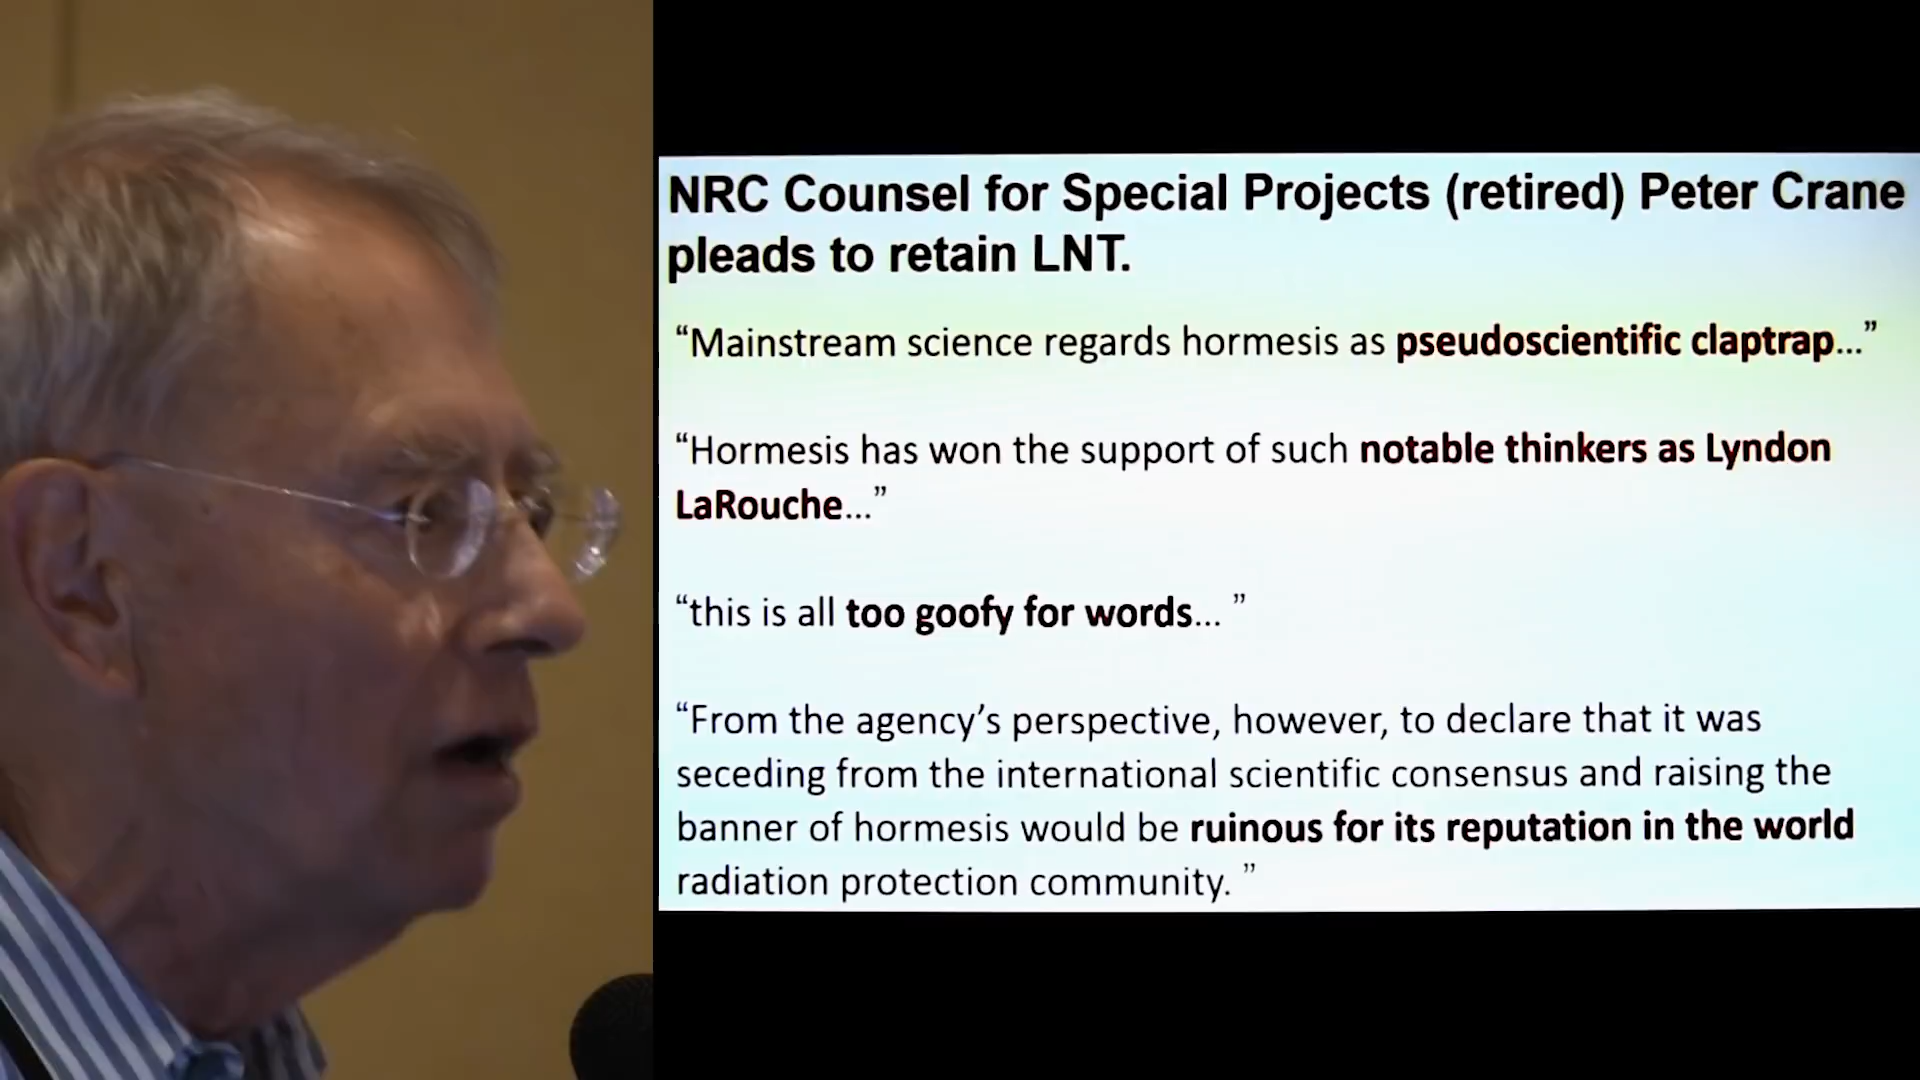 NRC Counsel for Special Projects (retired) Peter Crane
pleads to retain LNT.
“Mainstream science regards hormesis as pseudoscientific claptrap...”
“Hormesis has won the support of such notable thinkers as Lyndon
LaRouche...”
“this is all too goofy for words... ”
“From the agency’s perspective, however, to declare that it was
seceding from the international scientific consensus and raising the
banner of hormesis would be ruinous for its reputation in the world
radiation protection community. ”